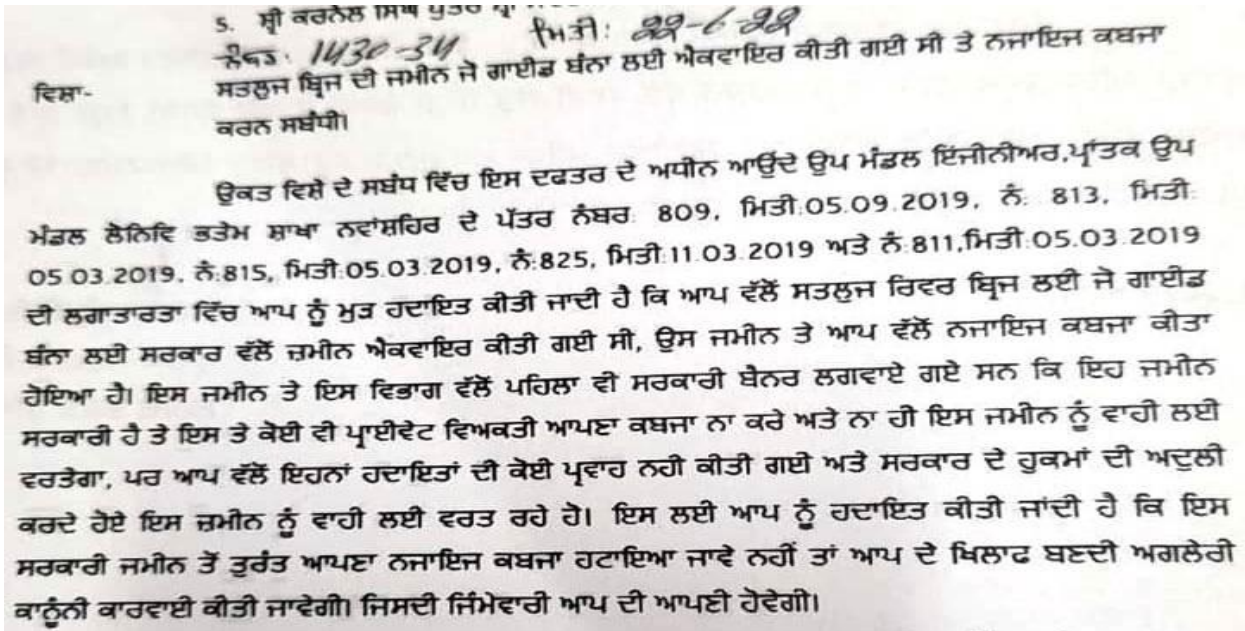 5. ਸ੍ਰੀ ਕਰਨੈਲ ਸਿੰਘ ਪੁੱਤਰ ਸ੍ਰੀ
ਨੰਬਰ: 1430-34 ਮਿਤੀ: 22-6-22
ਵਿਸ਼ਾ- ਸਤਲੁਜ ਬ੍ਰਿਜ ਦੀ ਜਮੀਨ ਜੋ ਗਾਈਡ ਬੰਨਾ ਲਈ ਐਕਵਾਇਰ ਕੀਤੀ ਗਈ ਸੀ ਤੇ ਨਜਾਇਜ ਕਬਜਾ
ਕਰਨ ਸਬੰਧੀ।
ਉਕਤ ਵਿਸ਼ੇ ਦੇ ਸਬੰਧ ਵਿੱਚ ਇਸ ਦਫਤਰ ਦੇ ਅਧੀਨ ਆਉਂਦੇ ਉਪ ਮੰਡਲ ਇੰਜੀਨੀਅਰ,ਪ੍ਰਾਂਤਕ ਉਪ
ਮੰਡਲ ਲੋਨਿਵਿ ਭਤੇਮ ਸ਼ਾਖਾ ਨਵਾਂਸ਼ਹਿਰ ਦੇ ਪੱਤਰ ਨੰਬਰ: 809, ਮਿਤੀ:05.09.2019, ਨੰ: 813, ਮਿਤੀ:
05.03.2019, ਨੰ:815, ਮਿਤੀ:05.03.2019, ਨੰ:825, ਮਿਤੀ:11.03.2019 ਅਤੇ ਨੰ:811,ਮਿਤੀ:05.03.2019
ਦੀ ਲਗਾਤਾਰਤਾ ਵਿੱਚ ਆਪ ਨੂੰ ਮੁੜ ਹਦਾਇਤ ਕੀਤੀ ਜਾਦੀ ਹੈ ਕਿ ਆਪ ਵੱਲੋਂ ਸਤਲੁਜ ਰਿਵਰ ਬ੍ਰਿਜ ਲਈ ਜੋ ਗਾਈਡ
ਬੰਨਾ ਲਈ ਸਰਕਾਰ ਵੱਲੋਂ ਜ਼ਮੀਨ ਐਕਵਾਇਰ ਕੀਤੀ ਗਈ ਸੀ, ਉਸ ਜਮੀਨ ਤੇ ਆਪ ਵੱਲੋਂ ਨਜਾਇਜ ਕਬਜਾ ਕੀਤਾ
ਹੋਇਆ ਹੈ। ਇਸ ਜਮੀਨ ਤੇ ਇਸ ਵਿਭਾਗ ਵੱਲੋਂ ਪਹਿਲਾ ਵੀ ਸਰਕਾਰੀ ਬੈਨਰ ਲਗਵਾਏ ਗਏ ਸਨ ਕਿ ਇਹ ਜਮੀਨ
ਸਰਕਾਰੀ ਹੈ ਤੇ ਇਸ ਤੇ ਕੋਈ ਵੀ ਪ੍ਰਾਈਵੇਟ ਵਿਅਕਤੀ ਆਪਣਾ ਕਬਜਾ ਨਾ ਕਰੇ ਅਤੇ ਨਾ ਹੀ ਇਸ ਜਮੀਨ ਨੂੰ ਵਾਹੀ ਲਈ
ਵਰਤੇਗਾ, ਪਰ ਆਪ ਵੱਲੋਂ ਇਹਨਾਂ ਹਦਾਇਤਾਂ ਦੀ ਕੋਈ ਪ੍ਰਵਾਹ ਨਹੀ ਕੀਤੀ ਗਈ ਅਤੇ ਸਰਕਾਰ ਦੇ ਹੁਕਮਾਂ ਦੀ ਅਦੂਲੀ
ਕਰਦੇ ਹੋਏ ਇਸ ਜ਼ਮੀਨ ਨੂੰ ਵਾਹੀ ਲਈ ਵਰਤ ਰਹੇ ਹੋ। ਇਸ ਲਈ ਆਪ ਨੂੰ ਹਦਾਇਤ ਕੀਤੀ ਜਾਂਦੀ ਹੈ ਕਿ ਇਸ
ਸਰਕਾਰੀ ਜਮੀਨ ਤੋਂ ਤੁਰੰਤ ਆਪਣਾ ਨਜਾਇਜ ਕਬਜਾ ਹਟਾਇਆ ਜਾਵੇ ਨਹੀਂ ਤਾਂ ਆਪ ਦੇ ਖਿਲਾਫ ਬਣਦੀ ਅਗਲੇਰੀ
ਕਾਨੂੰਨੀ ਕਾਰਵਾਈ ਕੀਤੀ ਜਾਵੇਗੀ। ਜਿਸਦੀ ਜਿੰਮੇਵਾਰੀ ਆਪ ਦੀ ਆਪਣੀ ਹੋਵੇਗੀ।